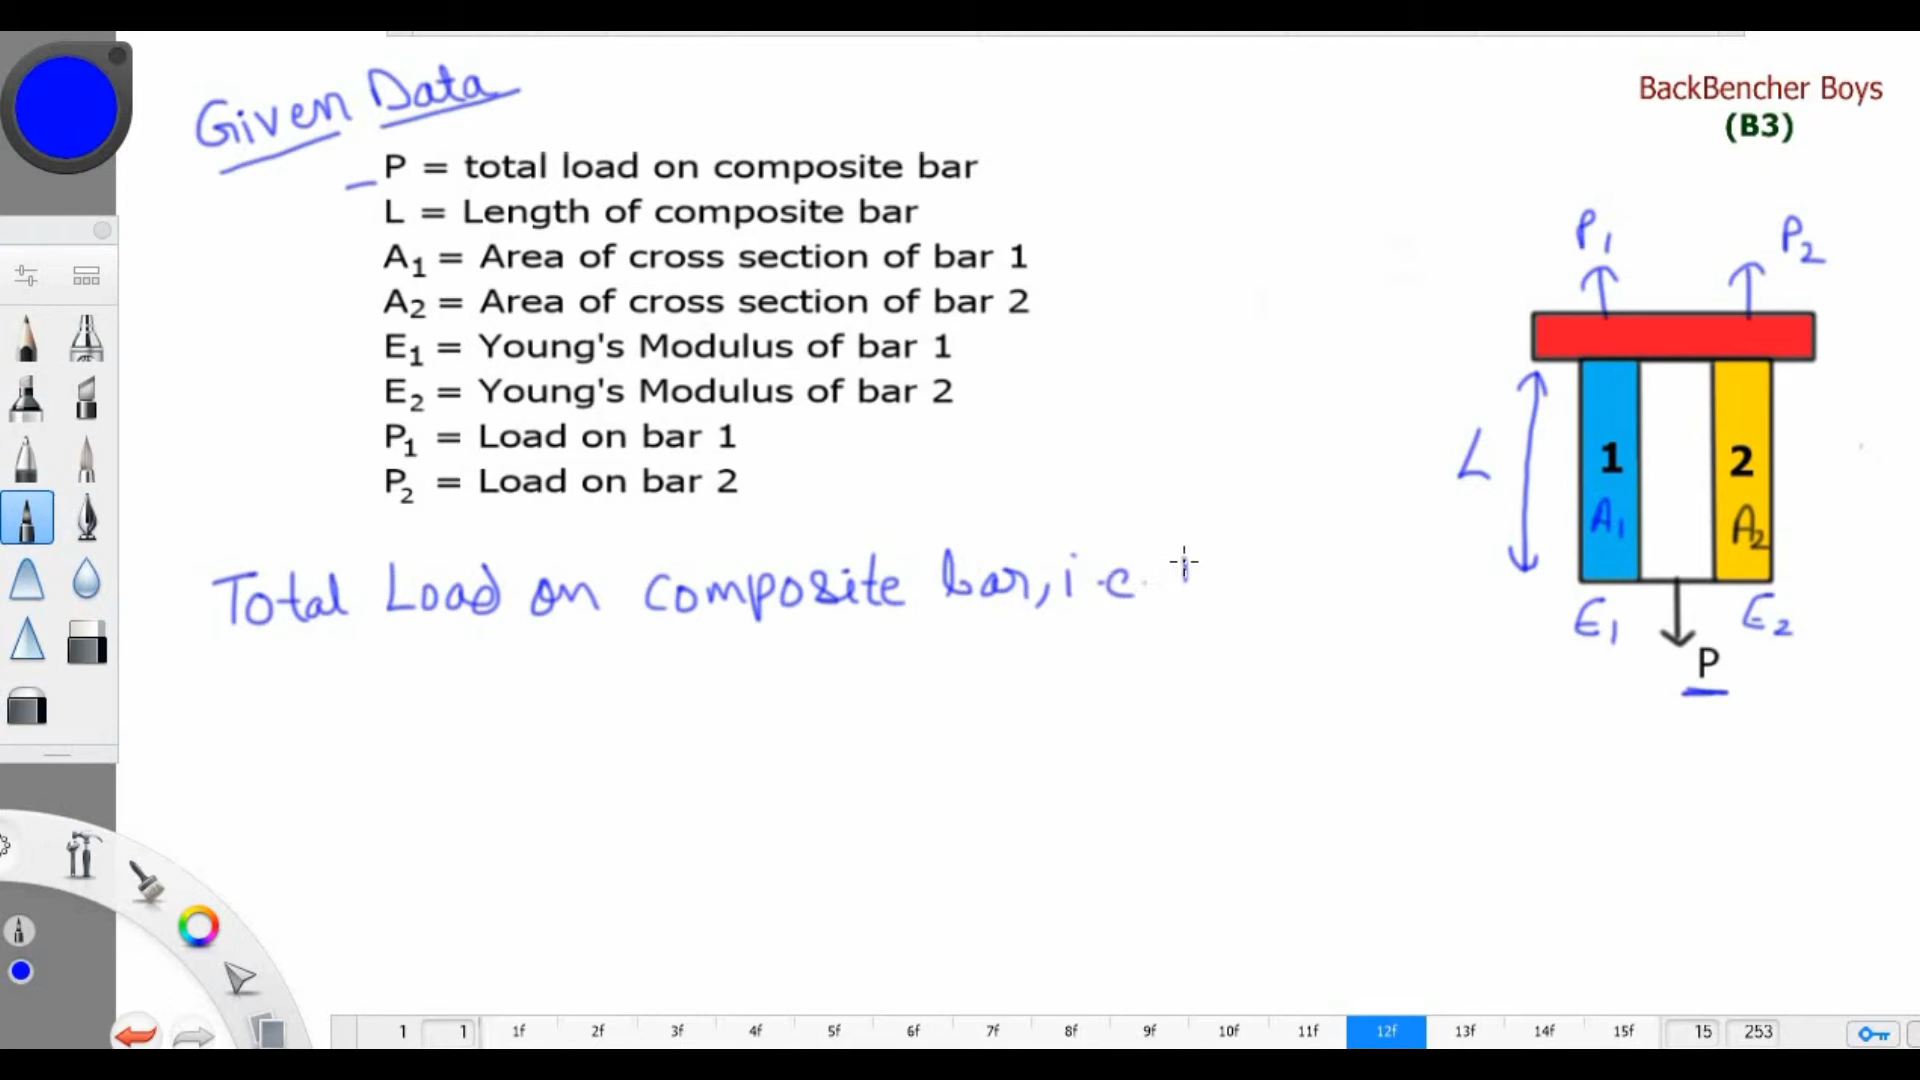 Given Data
BackBencher Boys
(B3)
P = total load on composite bar
L = Length of composite bar
A1 = Area of cross section of bar 1
A2 = Area of cross section of bar 2
E1 = Young's Modulus of bar 1
E2 = Young's Modulus of bar 2
P1 = Load on bar 1
P2 = Load on bar 2
Total Load on composite bar, i.e.
P1 P2
L
1 2
A1 A2
E1 E2
P
1 1 1f 2f 3f 4f 5f 6f 7f 8f 9f 10f 11f 12f 13f 14f 15f 15 253